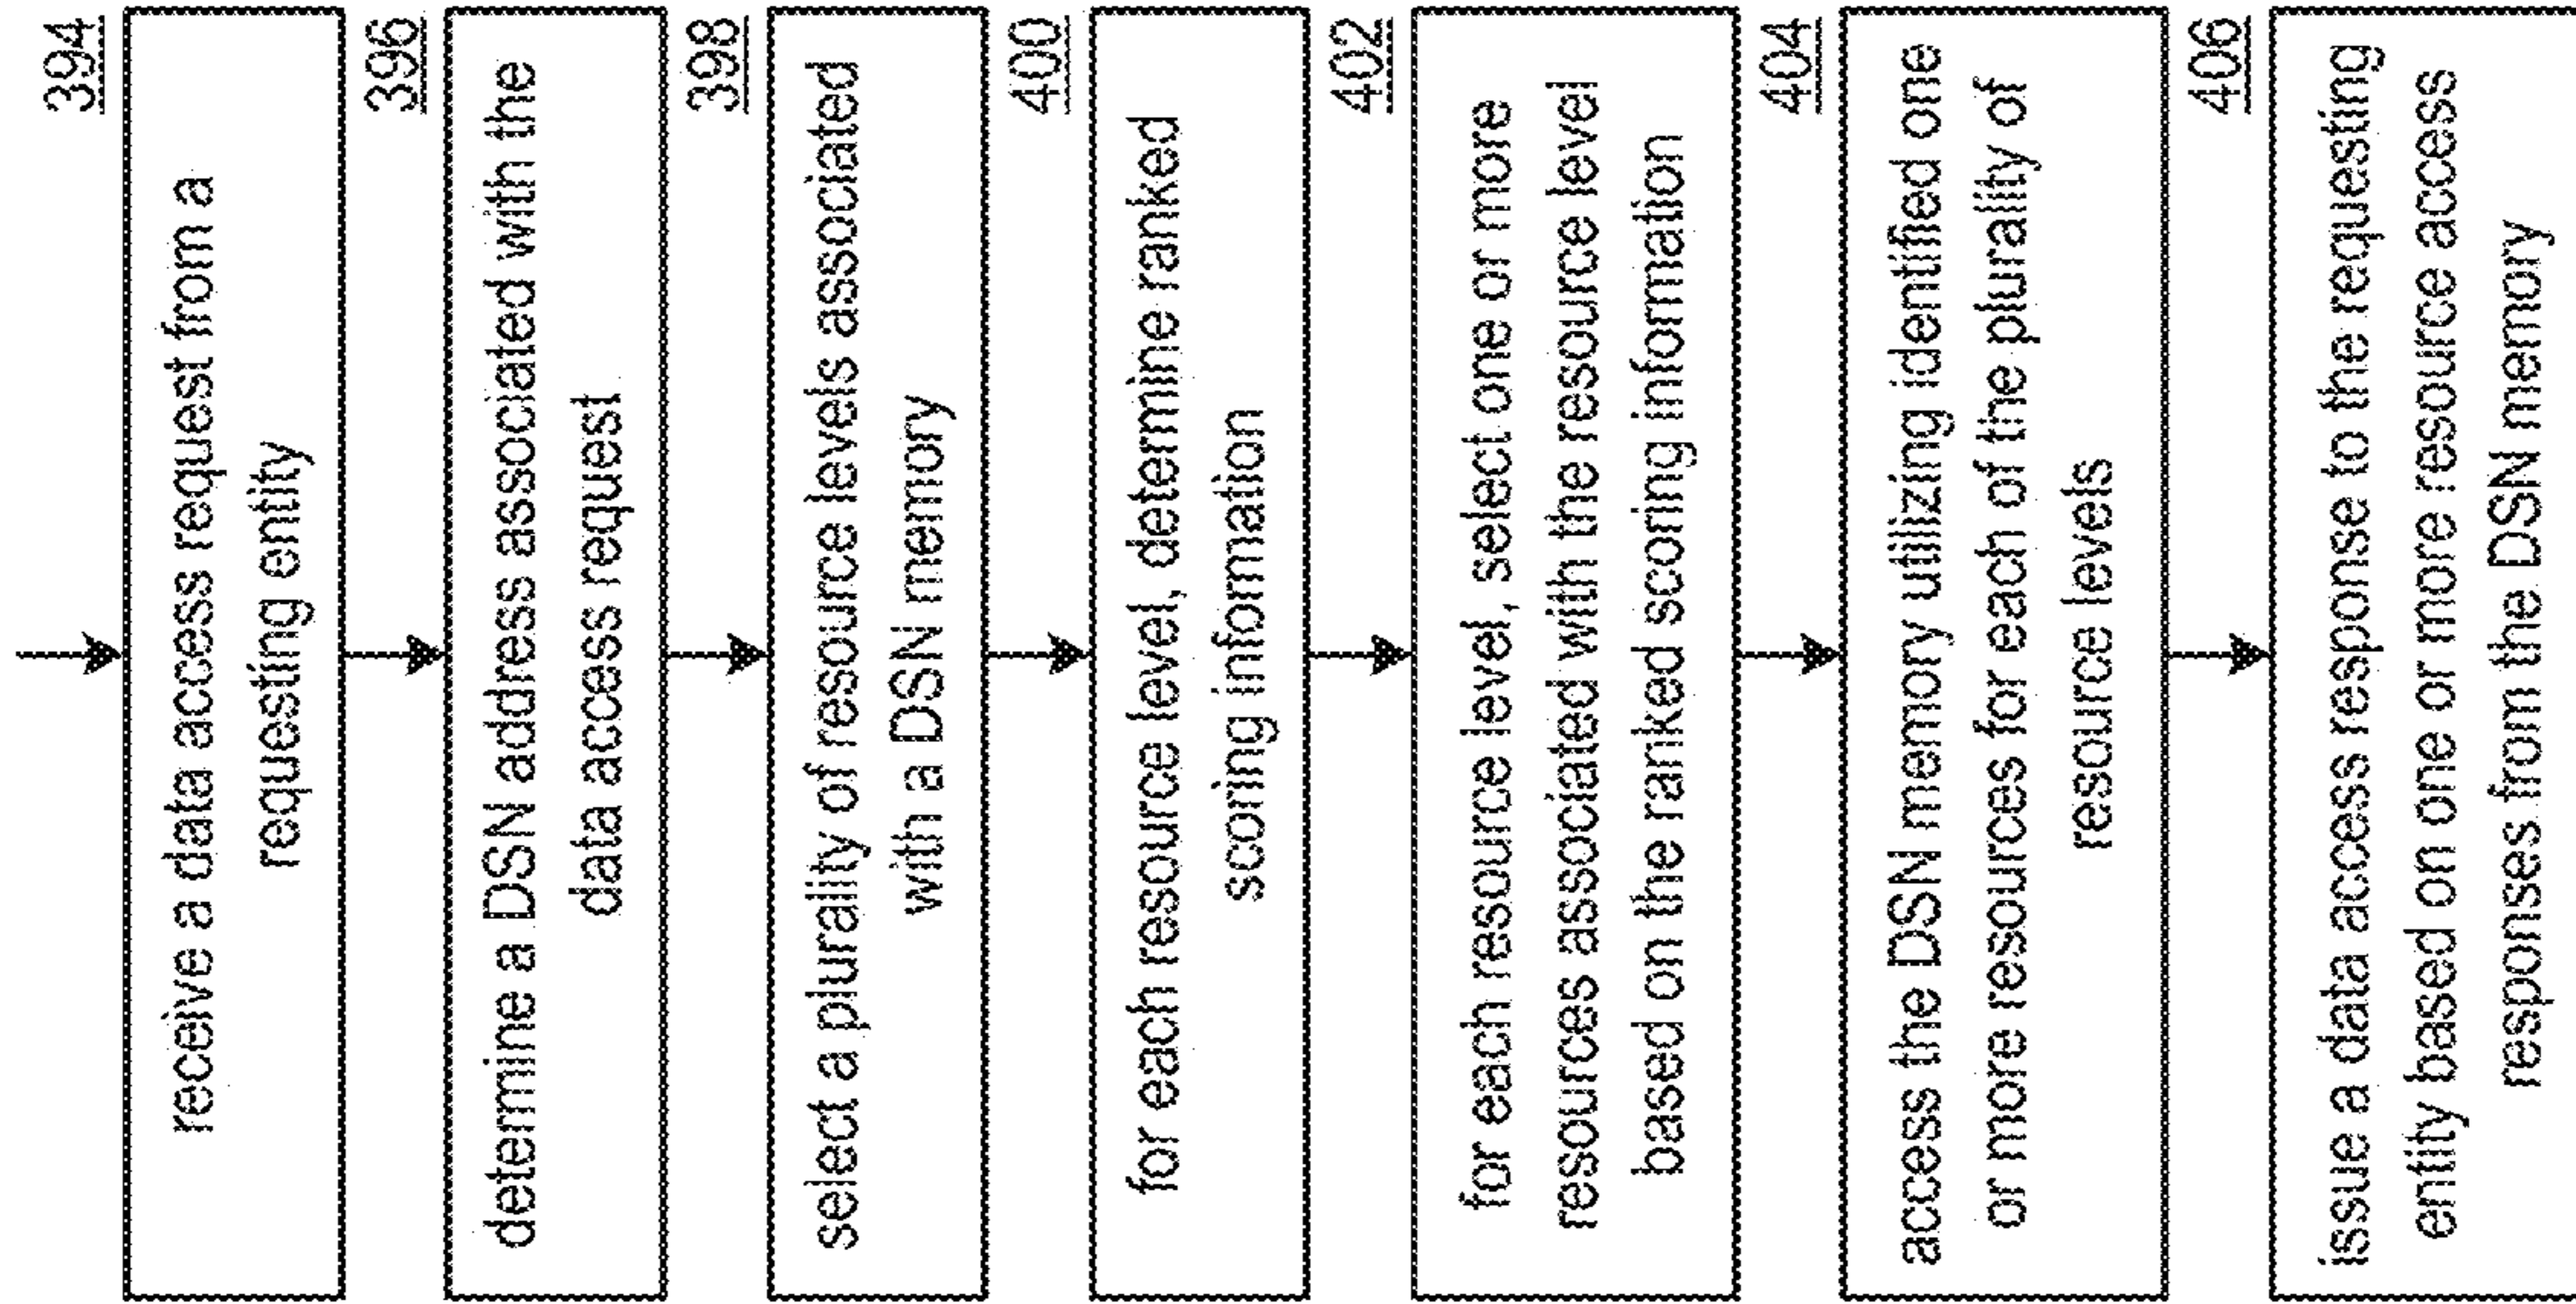 394
receive a data access request from a
requesting entity
396
determine a DSN address associated with the
data access request
398
select a plurality of resource levels associated
with a DSN memory
400
for each resource level, determine ranked
scoring information
402
for each resource level, select one or more
resources associated with the resource level
based on the ranked scoring information
404
access the DSN memory utilizing identified one
or more resources for each of the plurality of
resource levels
406
issue a data access response to the requesting
entity based on one or more resource access
responses from the DSN memory